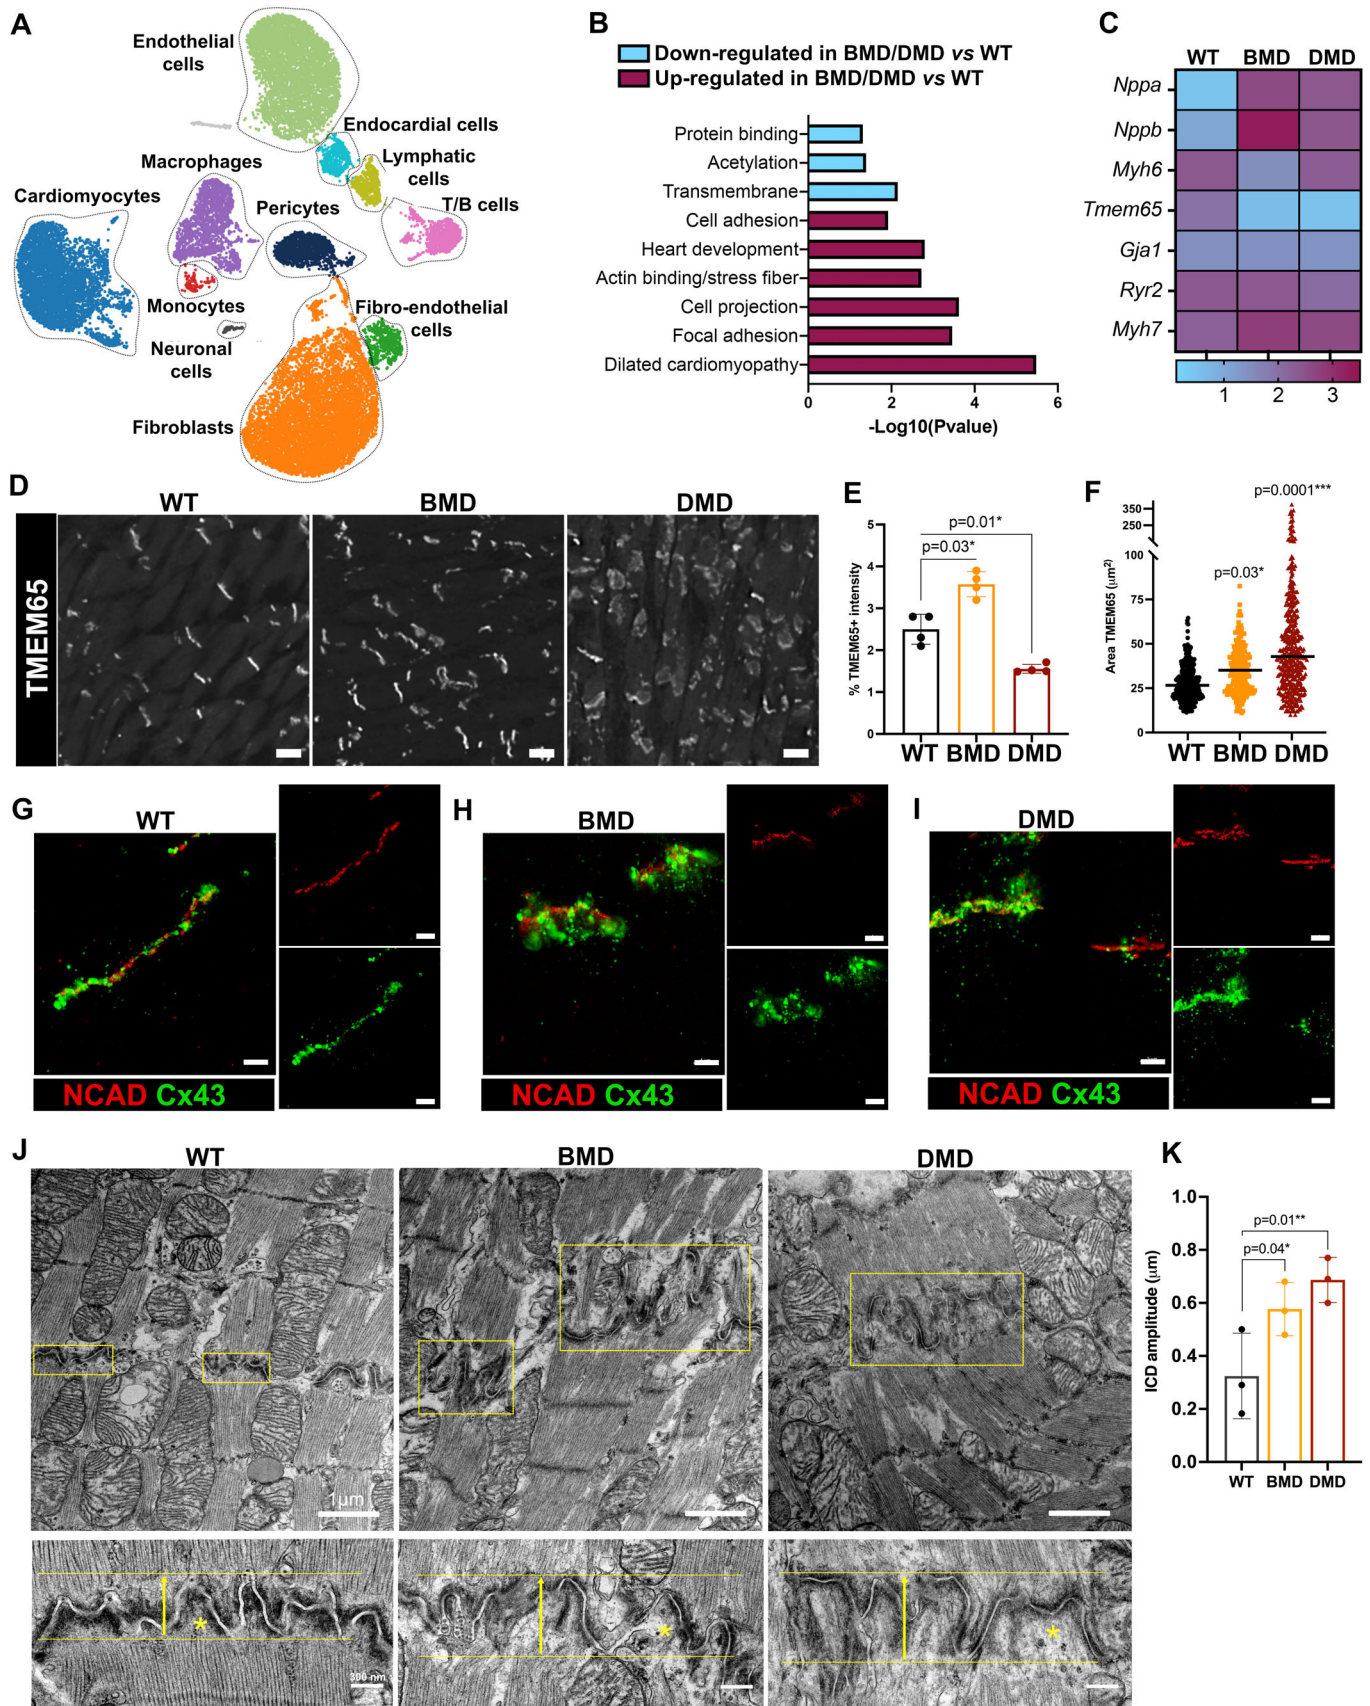 A
Endothelial
cells
Endocardial cells
Lymphatic
cells
Macrophages
Cardiomyocytes
Pericytes
T/B cells
Monocytes
Fibro-endothelial
cells
Neuronal
cells
Fibroblasts
B
Down-regulated in BMD/DMD vs WT
Up-regulated in BMD/DMD vs WT
Protein binding
Acetylation
Transmembrane
Cell adhesion
Heart development
Actin binding/stress fiber
Cell projection
Focal adhesion
Dilated cardiomyopathy
0 2 4 6
-Log10(Pvalue)
C
WT BMD DMD
Nppa
Nppb
Myh6
Tmem65
Gja1
Ryr2
Myh7
1 2 3
D
WT BMD DMD
TMEM65
E
% TMEM65+ intensity
5
4
3
2
1
0
p=0.01*
p=0.03*
WT BMD DMD
F
Area TMEM65 (μm²)
350
250
100
75
50
25
0
p=0.0001***
p=0.03*
WT BMD DMD
G
WT
NCAD Cx43
H
BMD
NCAD Cx43
I
DMD
NCAD Cx43
J
WT BMD DMD
1μm
300 nm
*
*
*
K
ICD amplitude (μm)
1.0
0.8
0.6
0.4
0.2
0.0
p=0.01**
p=0.04*
WT BMD DMD